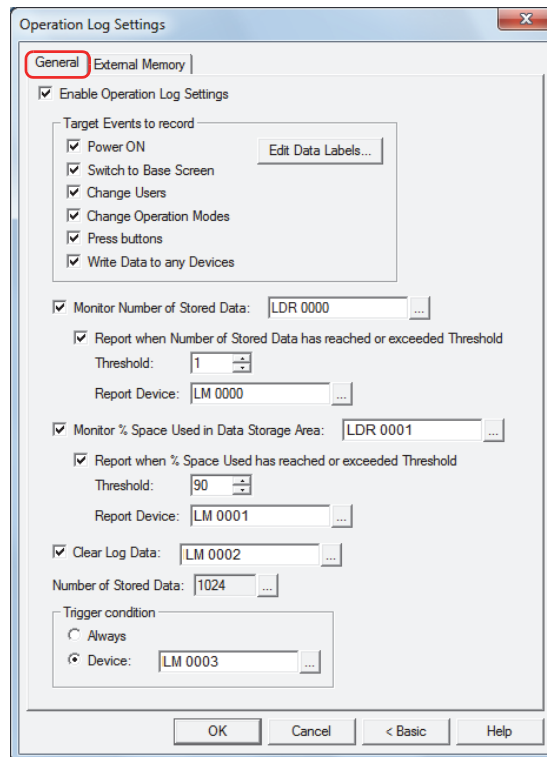 Operation Log Settings
General External Memory
Enable Operation Log Settings
Target Events to record
Power ON
Edit Data Labels...
Switch to Base Screen
Change Users
Change Operation Modes
Press buttons
Write Data to any Devices
Monitor Number of Stored Data: LDR 0000 ...
Report when Number of Stored Data has reached or exceeded Threshold
Threshold: 1
Report Device: LM 0000 ...
Monitor % Space Used in Data Storage Area: LDR 0001 ...
Report when % Space Used has reached or exceeded Threshold
Threshold: 90
Report Device: LM 0001 ...
Clear Log Data: LM 0002 ...
Number of Stored Data: 1024 ...
Trigger condition
Always
Device: LM 0003 ...
OK Cancel < Basic Help